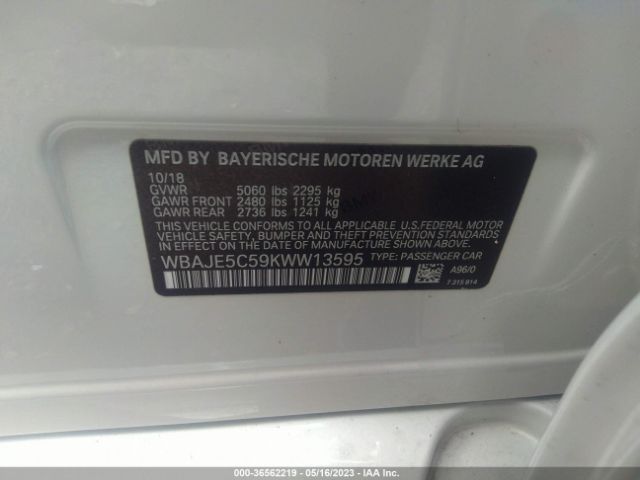 MFD BY BAYERISCHE MOTOREN WERKE AG
10/18
GVWR 5060 lbs 2295 kg
GAWR FRONT 2480 lbs 1125 kg
GAWR REAR 2736 lbs 1241 kg
THIS VEHICLE CONFORMS TO ALL APPLICABLE U.S.FEDERAL MOTOR
VEHICLE SAFETY, BUMPER, AND THEFT PREVENTION STANDARDS IN
EFFECT ON THE DATE OF MANUFACTURE SHOWN ABOVE.
WBAJE5C59KWW13595 TYPE: PASSENGER CAR
A96/0
7 315 814
000-36562219 - 05/16/2023 - IAA Inc.